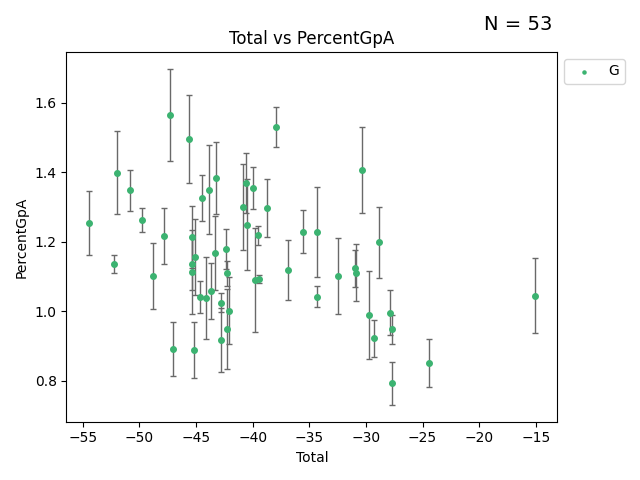 N = 53
Total vs PercentGpA
G
PercentGpA
1.6
1.4
1.2
1.0
0.8
−55 −50 −45 −40 −35 −30 −25 −20 −15
Total